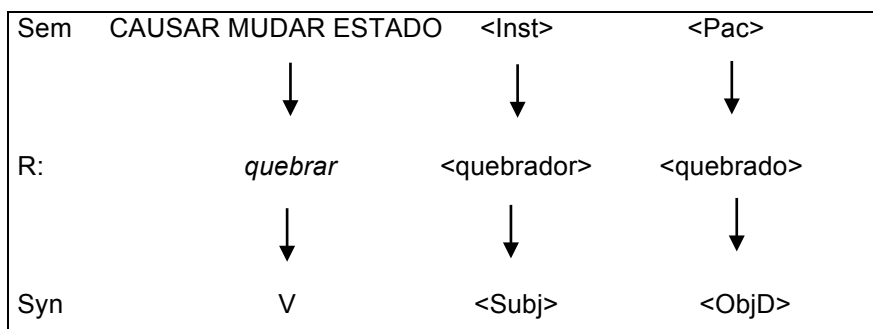 Sem CAUSAR MUDAR ESTADO <Inst> <Pac>
R: quebrar <quebrador> <quebrado>
Syn V <Subj> <ObjD>